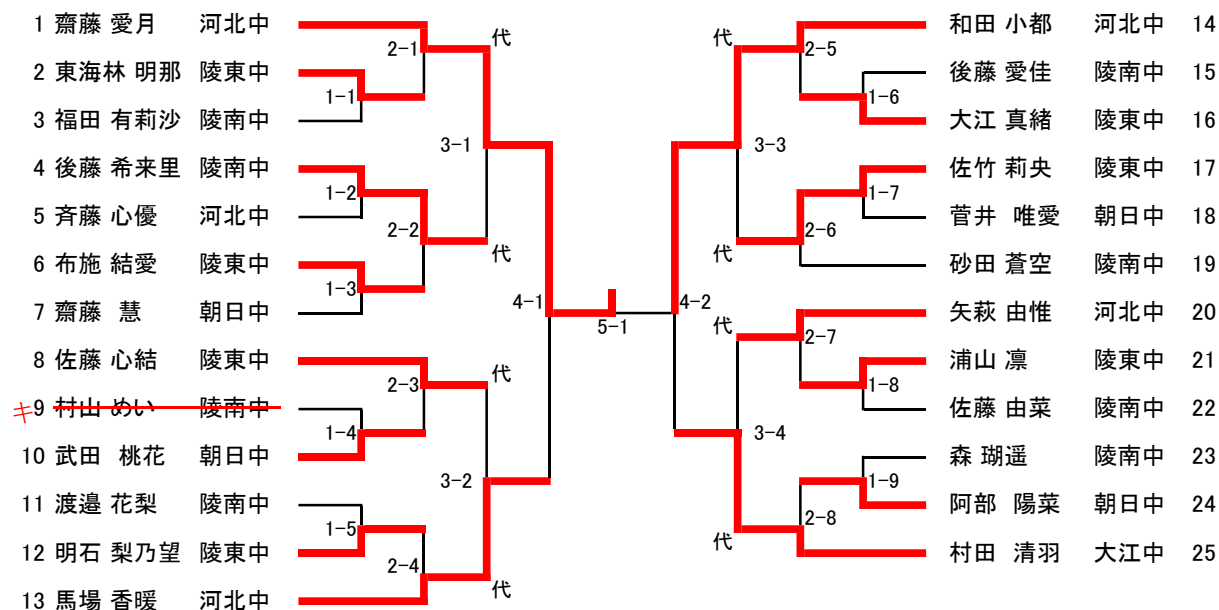 1 齋藤 愛月 河北中
2 東海林 明那 陵東中
3 福田 有莉沙 陵南中
4 後藤 希来里 陵南中
5 斉藤 心優 河北中
6 布施 結愛 陵東中
7 齋藤 慧 朝日中
8 佐藤 心結 陵東中
キ9 村山 めい 陵南中
10 武田 桃花 朝日中
11 渡邉 花梨 陵南中
12 明石 梨乃望 陵東中
13 馬場 香暖 河北中
1-1
1-2
1-3
1-4
1-5
2-1
2-2
2-3
2-4
代
代
代
代
3-1
3-2
4-1
5-1
4-2
3-3
3-4
代
代
代
代
2-5
2-6
2-7
2-8
1-6
1-7
1-8
1-9
和田 小都 河北中 14
後藤 愛佳 陵南中 15
大江 真緒 陵東中 16
佐竹 莉央 陵東中 17
菅井 唯愛 朝日中 18
砂田 蒼空 陵南中 19
矢萩 由惟 河北中 20
浦山 凛 陵東中 21
佐藤 由菜 陵南中 22
森 瑚遥 陵南中 23
阿部 陽菜 朝日中 24
村田 清羽 大江中 25